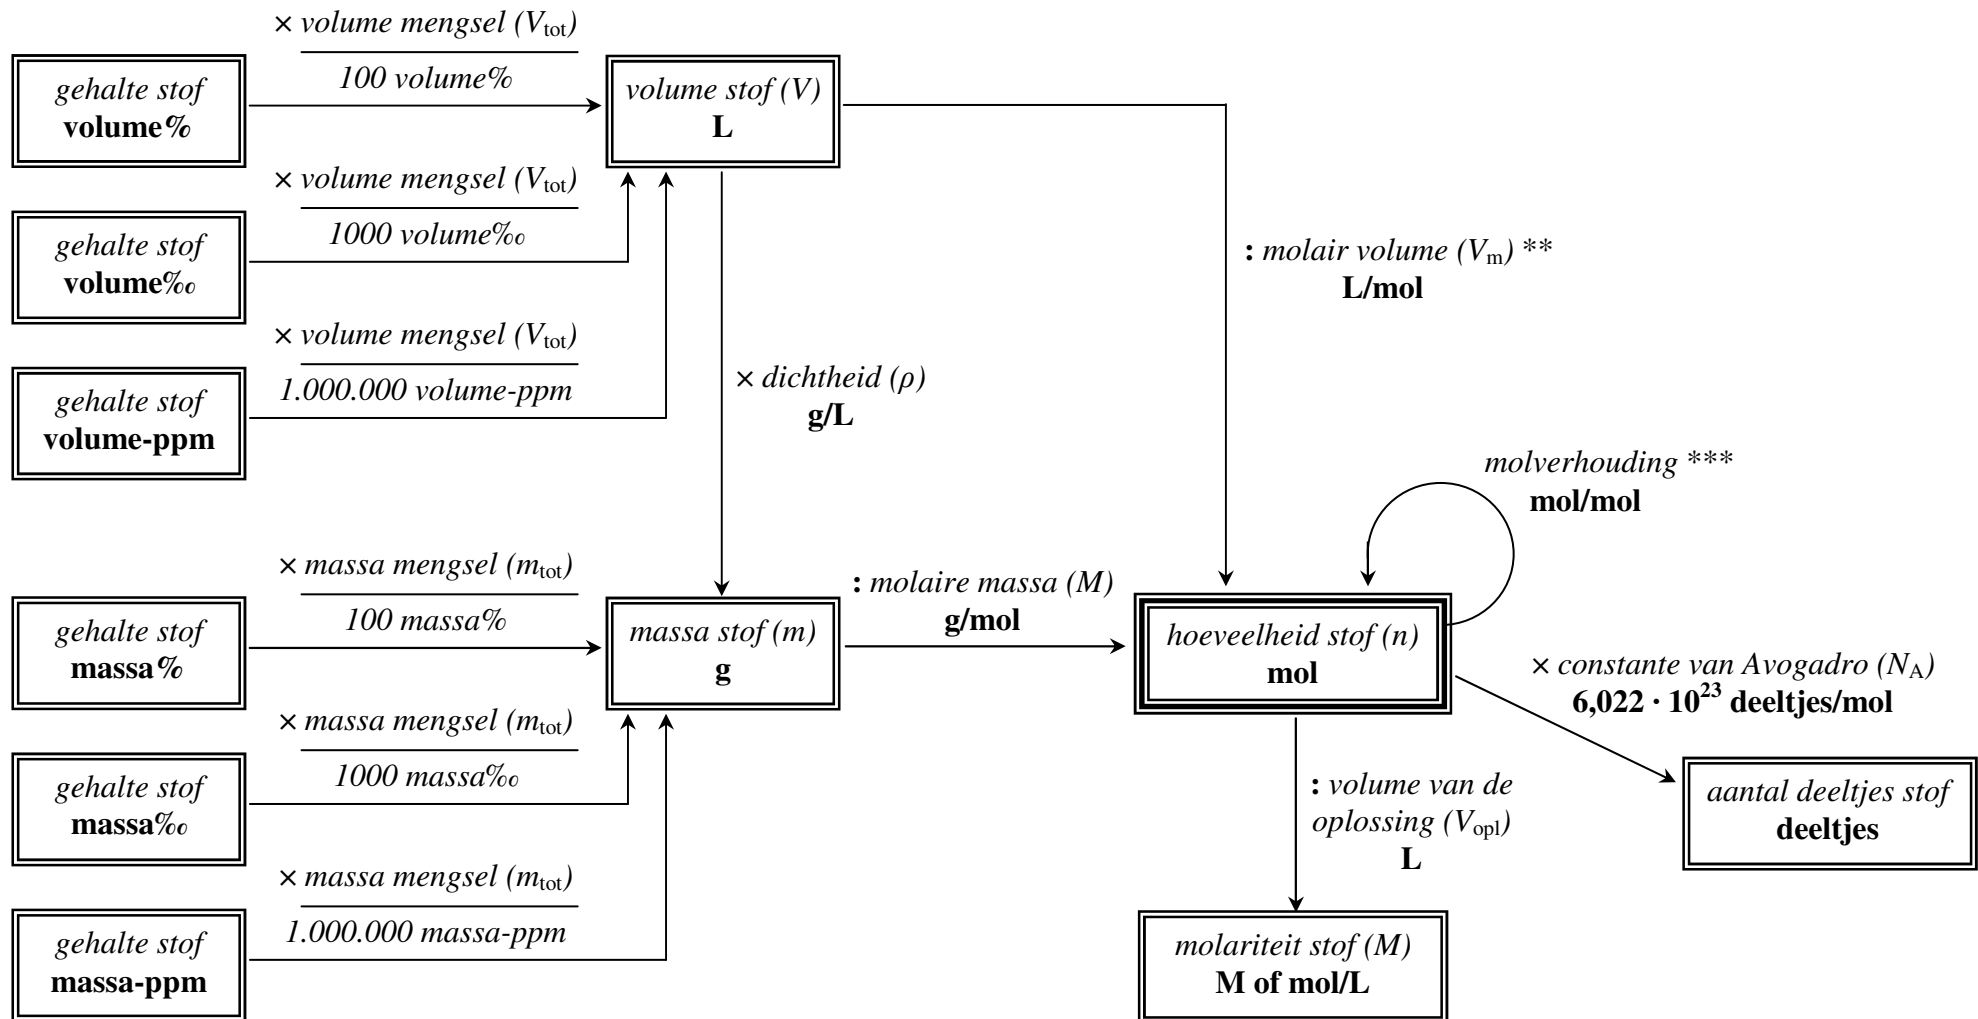 × volume mengsel (Vtot)
100 volume%
gehalte stof
volume%
volume stof (V)
L
× volume mengsel (Vtot)
1000 volume‰
gehalte stof
volume‰
: molair volume (Vm) **
L/mol
× volume mengsel (Vtot)
1.000.000 volume-ppm
gehalte stof
volume-ppm
× dichtheid (ρ)
g/L
molverhouding ***
mol/mol
× massa mengsel (mtot)
100 massa%
gehalte stof
massa%
massa stof (m)
g
: molaire massa (M)
g/mol
hoeveelheid stof (n)
mol
× constante van Avogadro (NA)
6,022 · 10²³ deeltjes/mol
× massa mengsel (mtot)
1000 massa‰
gehalte stof
massa‰
: volume van de
oplossing (Vopl)
L
aantal deeltjes stof
deeltjes
× massa mengsel (mtot)
1.000.000 massa-ppm
gehalte stof
massa-ppm
molariteit stof (M)
M of mol/L